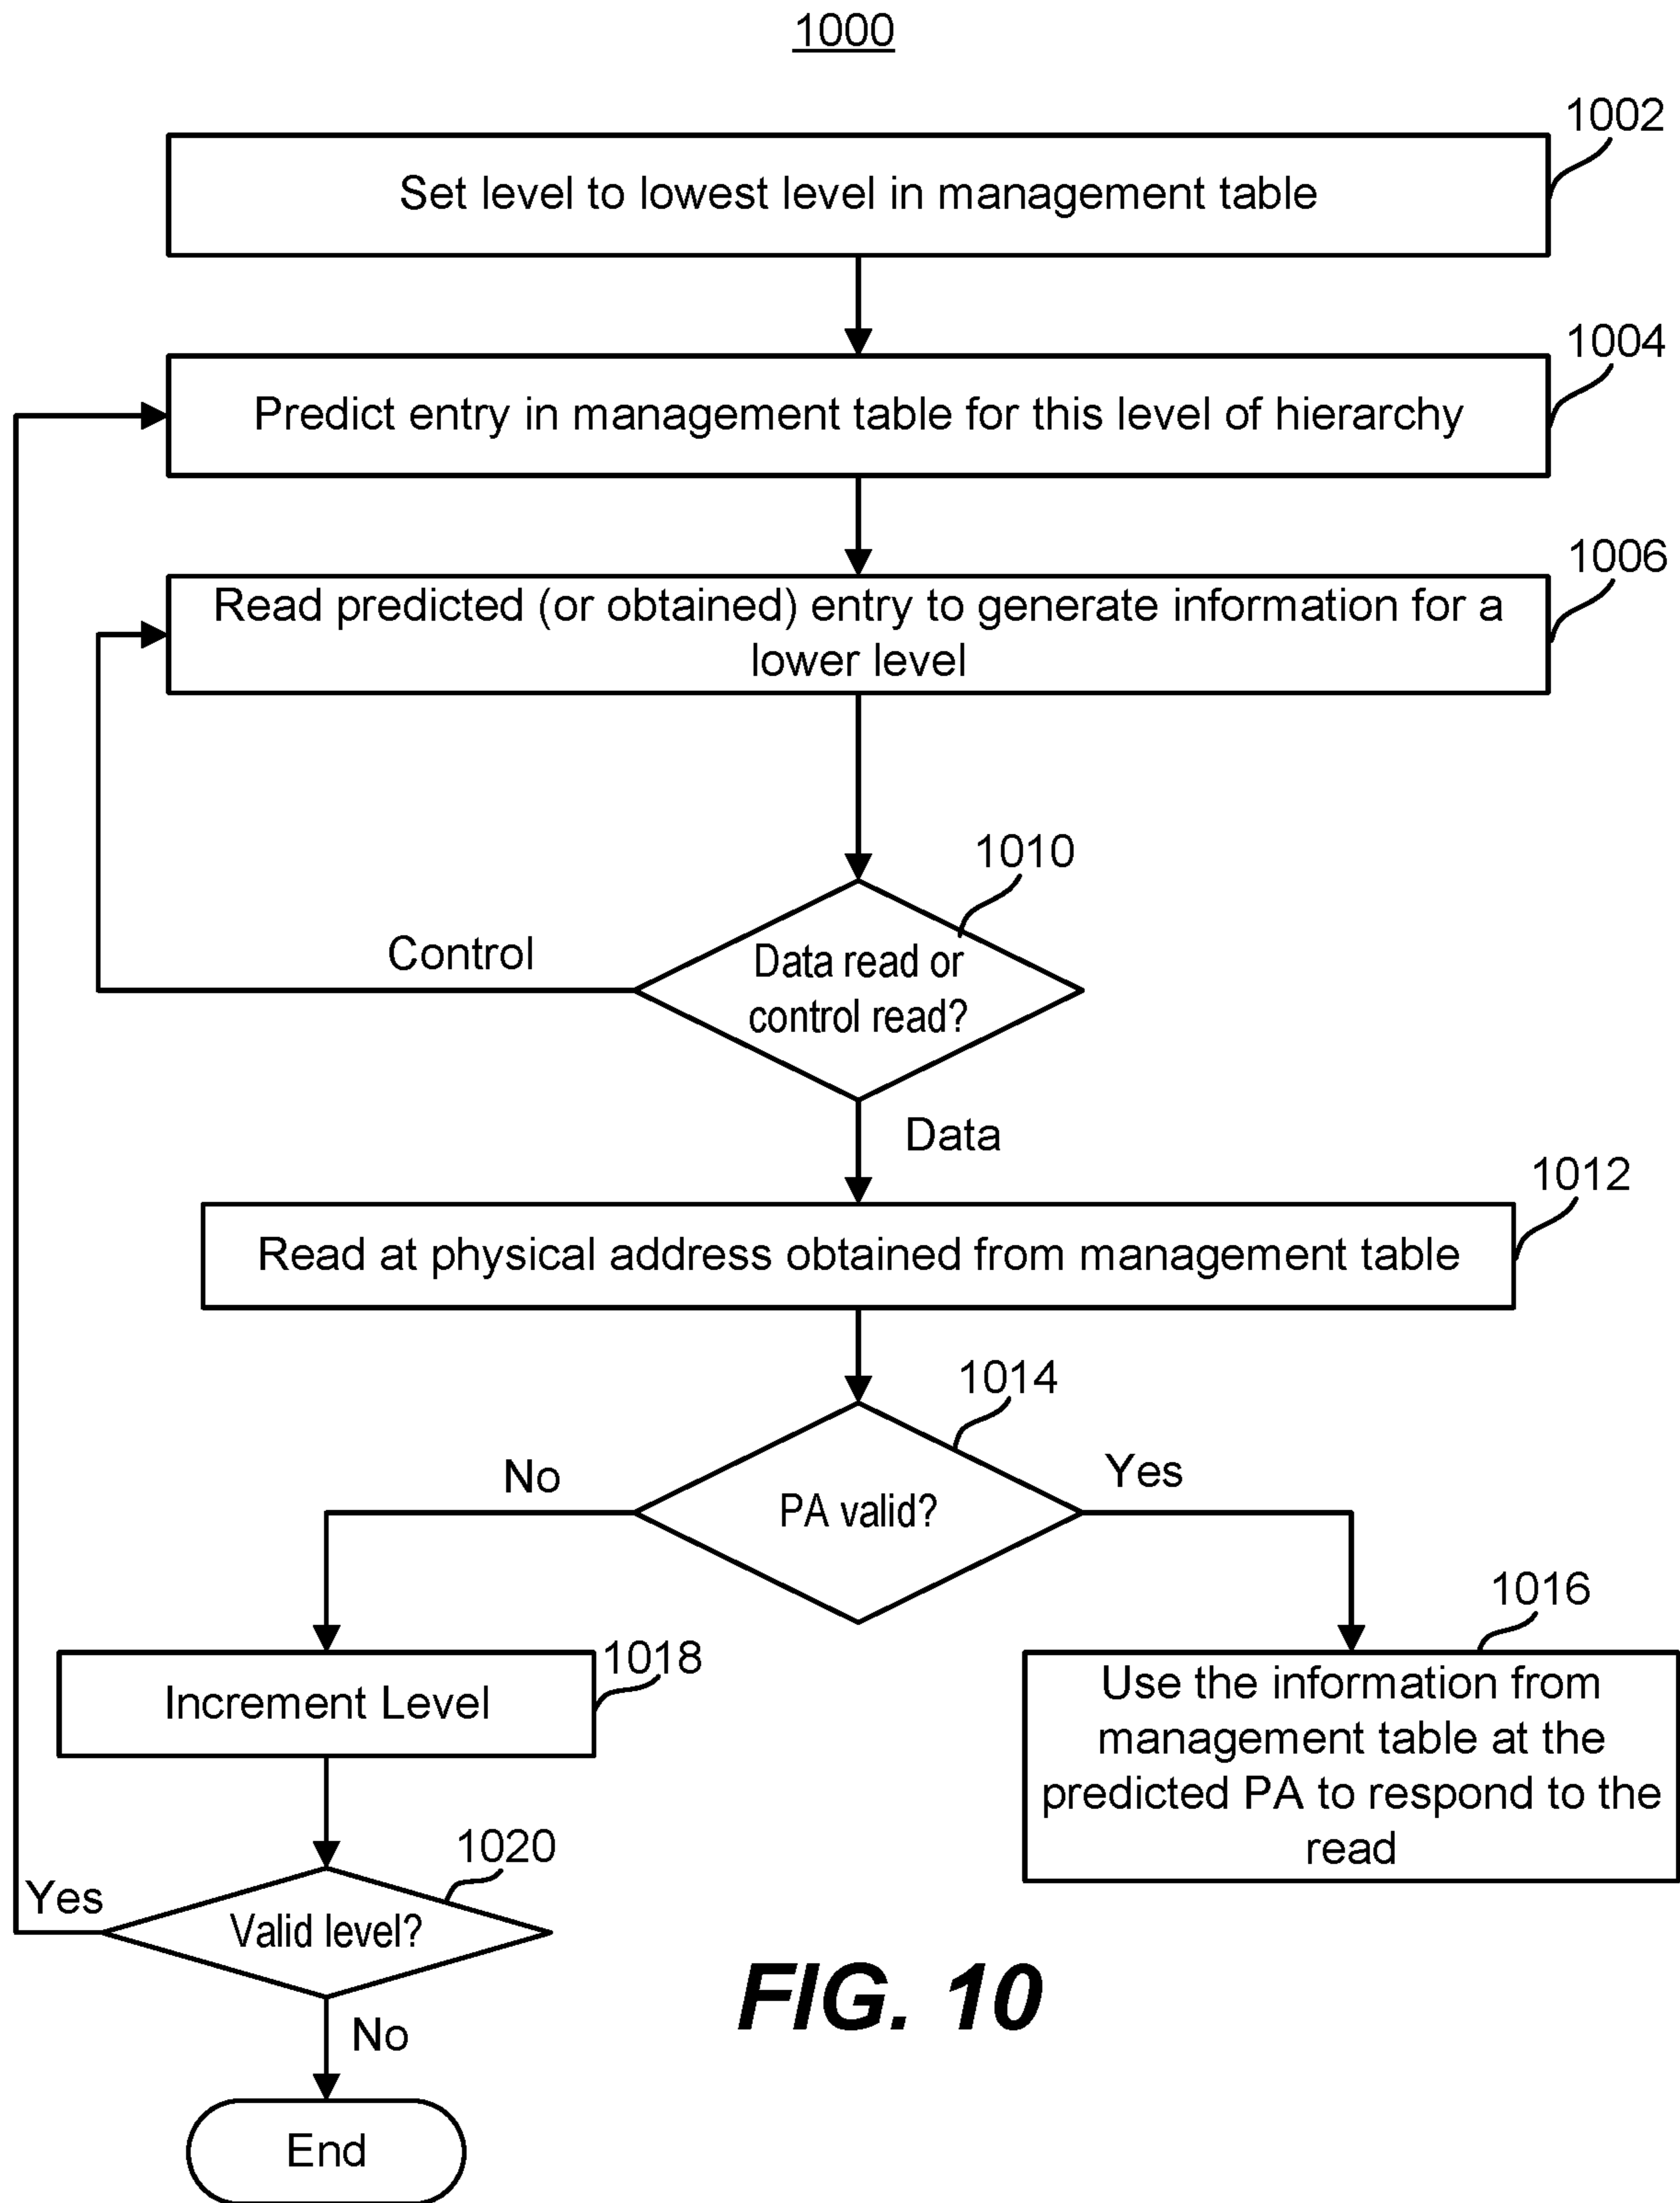 1000
1002
Set level to lowest level in management table
1004
Predict entry in management table for this level of hierarchy
1006
Read predicted (or obtained) entry to generate information for a
lower level
1010
Control
Data read or
control read?
Data
1012
Read at physical address obtained from management table
1014
No
Yes
PA valid?
1016
1018
Increment Level
Use the information from
management table at the
predicted PA to respond to the
read
1020
Yes
Valid level?
FIG. 10
No
End